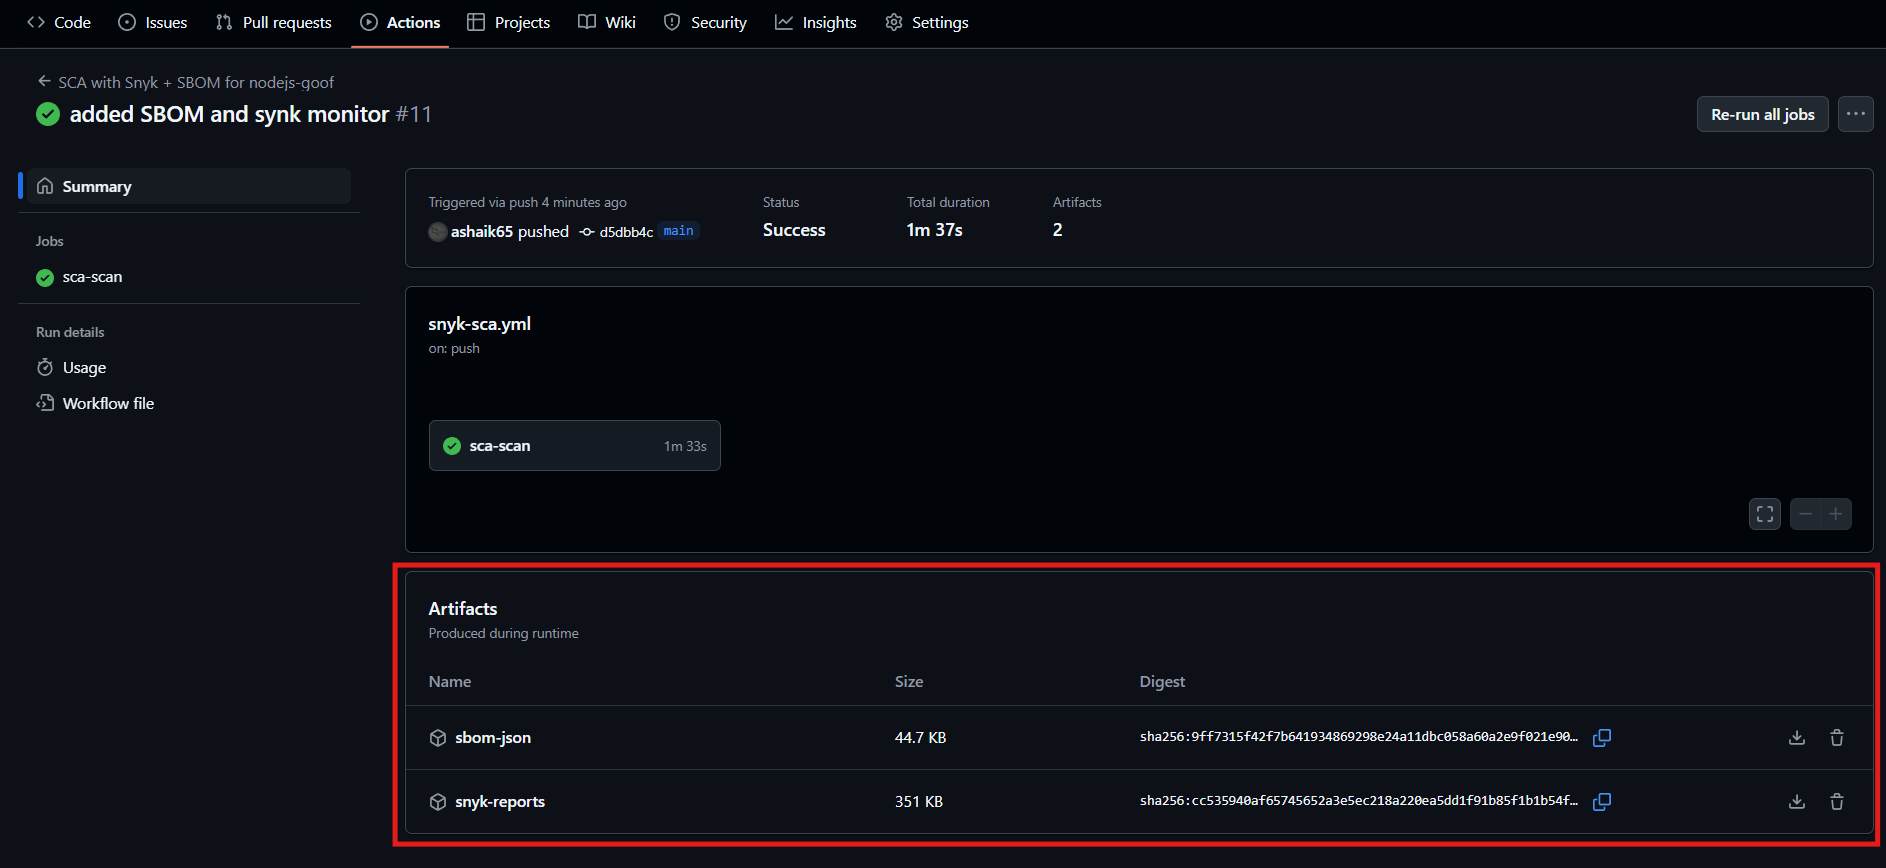 Code Issues Pull requests Actions Projects Wiki Security Insights Settings
SCA with Snyk + SBOM for nodejs-goof
added SBOM and synk monitor #11
Re-run all jobs
Summary
Jobs
sca-scan
Run details
Usage
Workflow file
Triggered via push 4 minutes ago
ashaik65 pushed d5dbb4c main
Status
Success
Total duration
1m 37s
Artifacts
2
snyk-sca.yml
on: push
sca-scan 1m 33s
Artifacts
Produced during runtime
Name Size Digest
sbom-json 44.7 KB sha256:9ff7315f42f7b641934869298e24a11dbc058a60a2e9f021e90…
snyk-reports 351 KB sha256:cc535940af65745652a3e5ec218a220ea5dd1f91b85f1b1b54f…